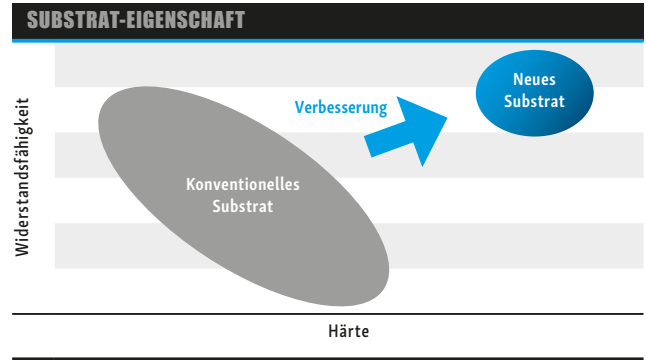 SUBSTRAT-EIGENSCHAFT
Widerstandsfähigkeit
Neues
Substrat
Verbesserung
Konventionelles
Substrat
Härte